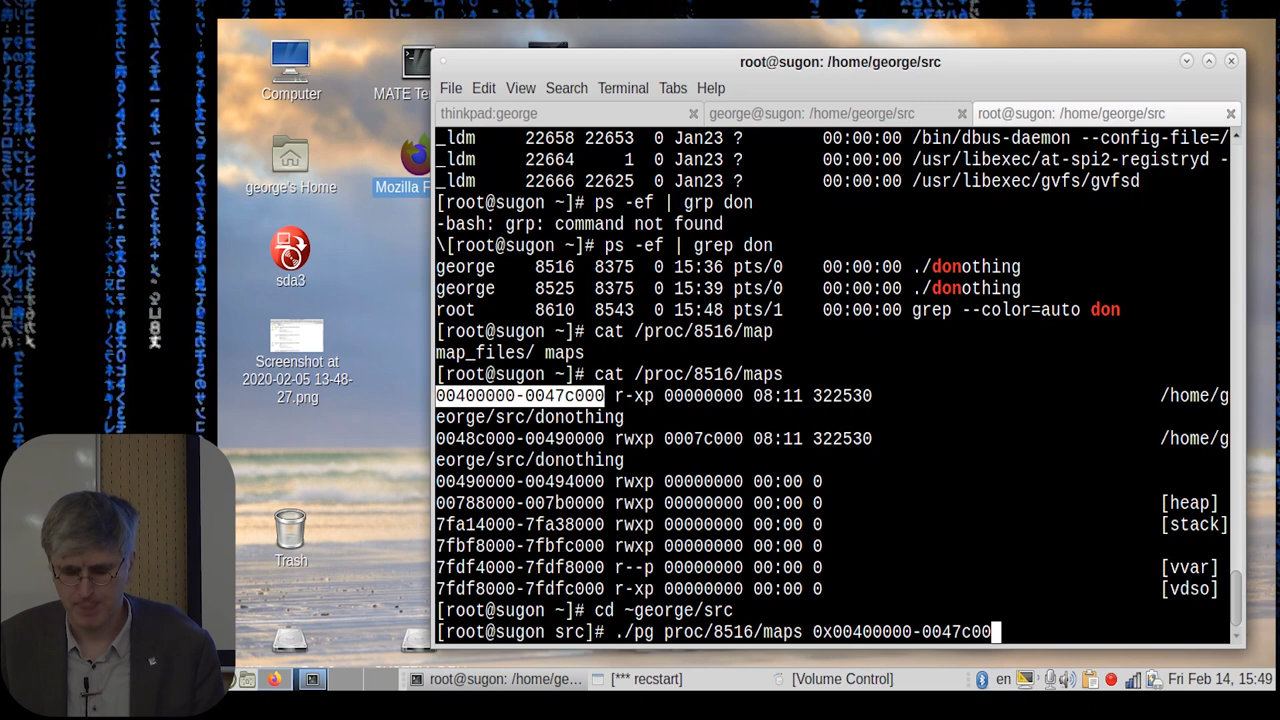 root@sugon: /home/george/src
File Edit View Search Terminal Tabs Help
thinkpad:george
george@sugon: /home/george/src
root@sugon: /home/george/src
_ldm 22658 22653 0 Jan23 ? 00:00:00 /bin/dbus-daemon --config-file=/
_ldm 22664 1 0 Jan23 ? 00:00:00 /usr/libexec/at-spi2-registryd -
_ldm 22666 22625 0 Jan23 ? 00:00:00 /usr/libexec/gvfs/gvfsd
[root@sugon ~]# ps -ef | grp don
-bash: grp: command not found
\[root@sugon ~]# ps -ef | grep don
george 8516 8375 0 15:36 pts/0 00:00:00 ./donothing
george 8525 8375 0 15:39 pts/0 00:00:00 ./donothing
root 8610 8543 0 15:48 pts/1 00:00:00 grep --color=auto don
[root@sugon ~]# cat /proc/8516/map
map_files/ maps
[root@sugon ~]# cat /proc/8516/maps
00400000-0047c000 r-xp 00000000 08:11 322530 /home/g
eorge/src/donothing
0048c000-00490000 rwxp 0007c000 08:11 322530 /home/g
eorge/src/donothing
00490000-00494000 rwxp 00000000 00:00 0
00788000-007b0000 rwxp 00000000 00:00 0 [heap]
7fa14000-7fa38000 rwxp 00000000 00:00 0 [stack]
7fbf8000-7fbfc000 rwxp 00000000 00:00 0
7fdf4000-7fdf8000 r--p 00000000 00:00 0 [vvar]
7fdf8000-7fdfc000 r-xp 00000000 00:00 0 [vdso]
[root@sugon ~]# cd ~george/src
[root@sugon src]# ./pg proc/8516/maps 0x00400000-0047c00
Computer
MATE Te
george's Home
Mozilla F
sda3
Screenshot at
2020-02-05 13-48-
27.png
Trash
root@sugon: /home/ge...
[*** recstart]
[Volume Control]
en
Fri Feb 14, 15:49